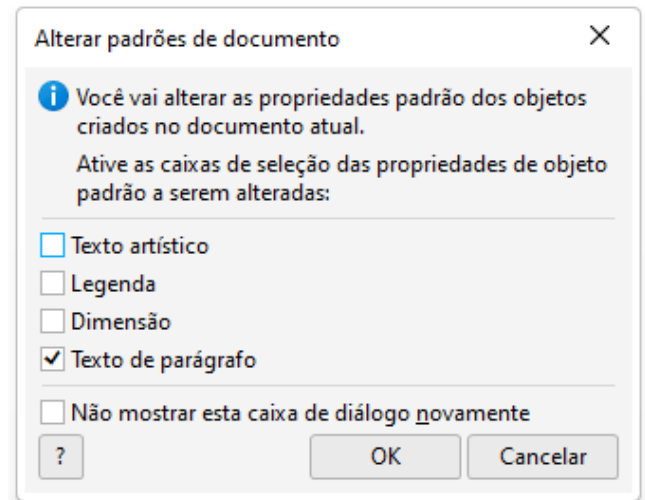 Alterar padrões de documento
Você vai alterar as propriedades padrão dos objetos
criados no documento atual.
Ative as caixas de seleção das propriedades de objeto
padrão a serem alteradas:
Texto artístico
Legenda
Dimensão
Texto de parágrafo
Não mostrar esta caixa de diálogo novamente
? OK Cancelar